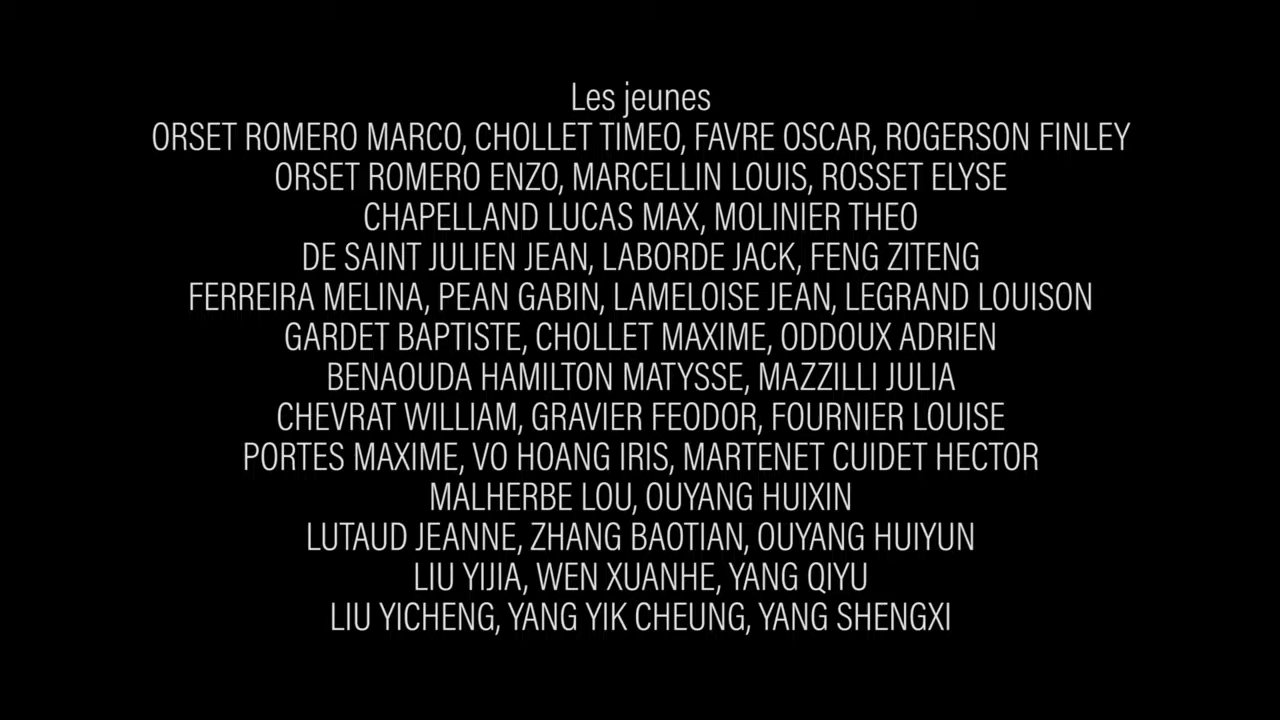 Les jeunes
ORSET ROMERO MARCO, CHOLLET TIMEO, FAVRE OSCAR, ROGERSON FINLEY
ORSET ROMERO ENZO, MARCELLIN LOUIS, ROSSET ELYSE
CHAPELLAND LUCAS MAX, MOLINIER THEO
DE SAINT JULIEN JEAN, LABORDE JACK, FENG ZITENG
FERREIRA MELINA, PEAN GABIN, LAMELOISE JEAN, LEGRAND LOUISON
GARDET BAPTISTE, CHOLLET MAXIME, ODDOUX ADRIEN
BENAOUDA HAMILTON MATYSSE, MAZZILLI JULIA
CHEVRAT WILLIAM, GRAVIER FEODOR, FOURNIER LOUISE
PORTES MAXIME, VO HOANG IRIS, MARTENET CUIDET HECTOR
MALHERBE LOU, OUYANG HUIXIN
LUTAUD JEANNE, ZHANG BAOTIAN, OUYANG HUIYUN
LIU YIJIA, WEN XUANHE, YANG QIYU
LIU YICHENG, YANG YIK CHEUNG, YANG SHENGXI